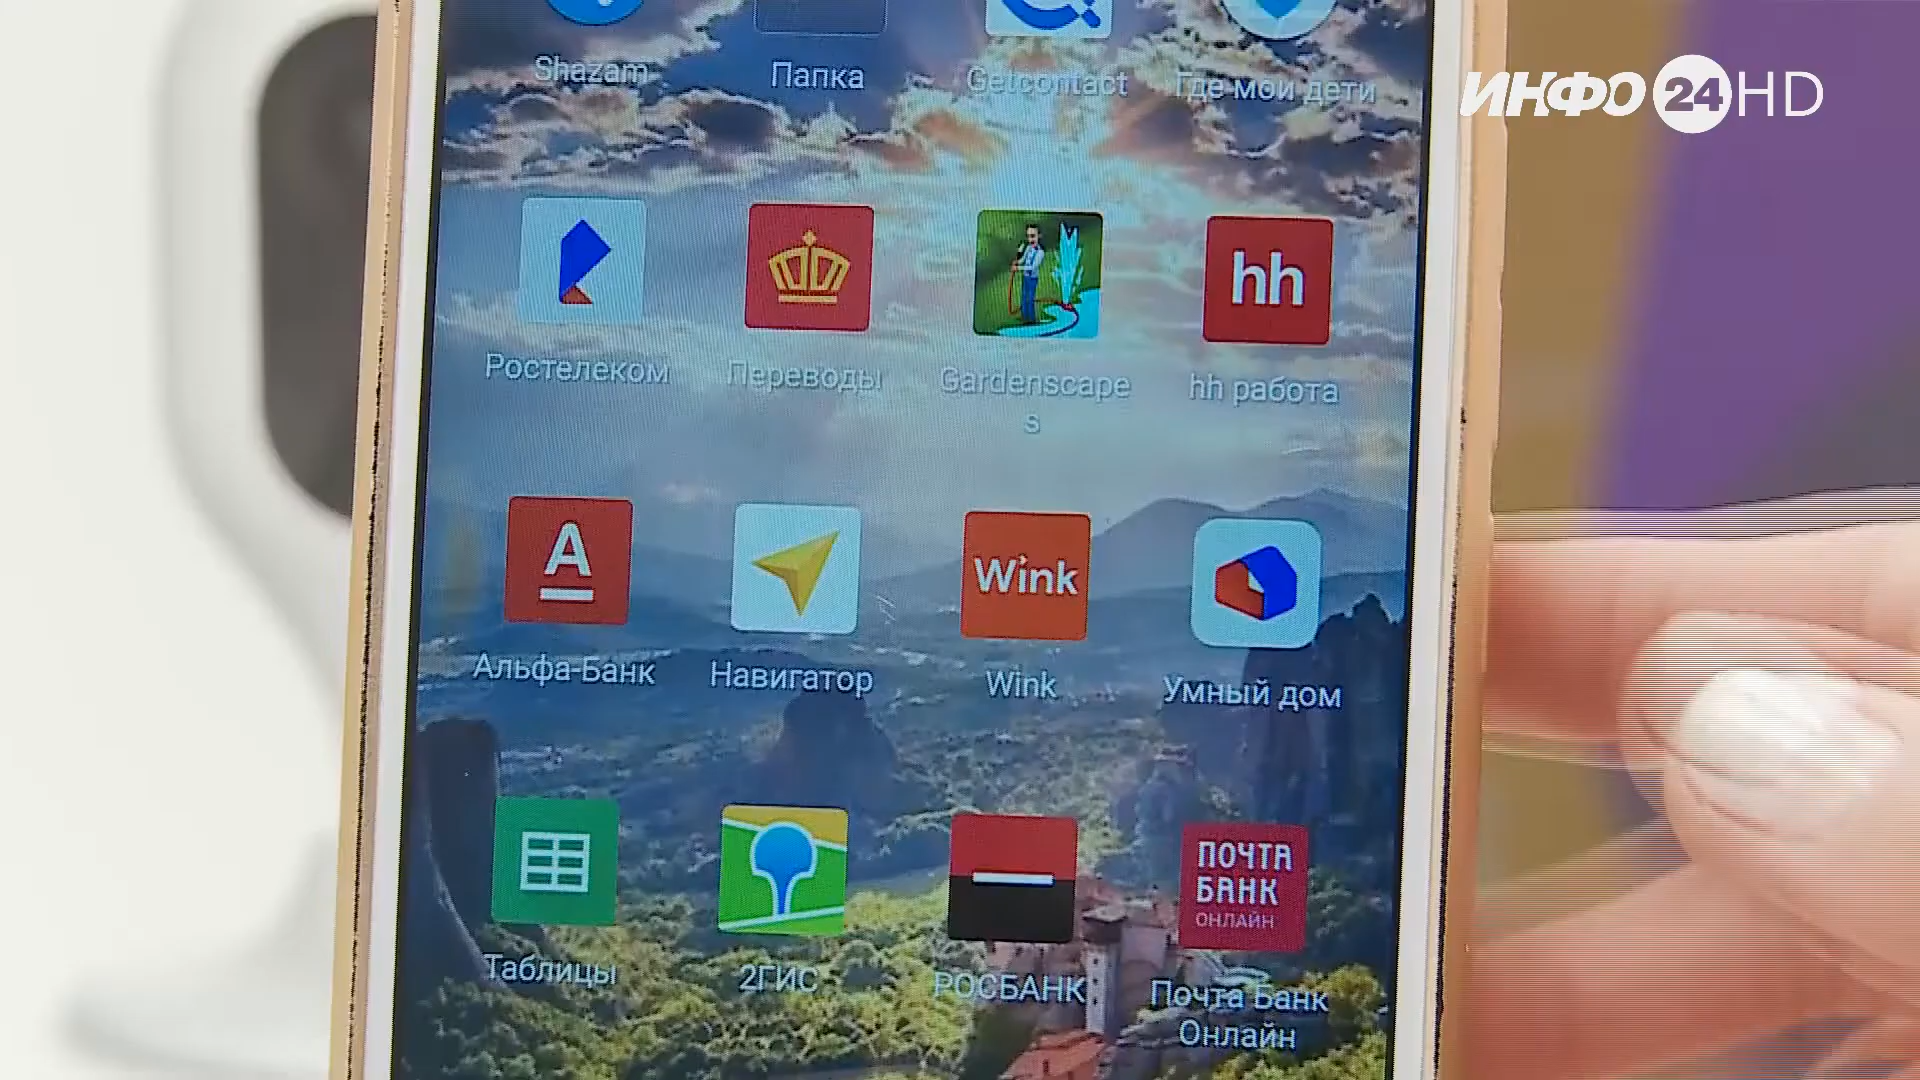 ИНФО 24 HD
Shazam
Папка
Getcontact
Где мои дети
hh
Ростелеком
Переводы
Gardenscape
s
hh работа
А
Wink
Альфа-Банк
Навигатор
Wink
Умный дом
ПОЧТА
БАНК
ОНЛАЙН
Таблицы
2ГИС
РОСБАНК
Почта Банк
Онлайн